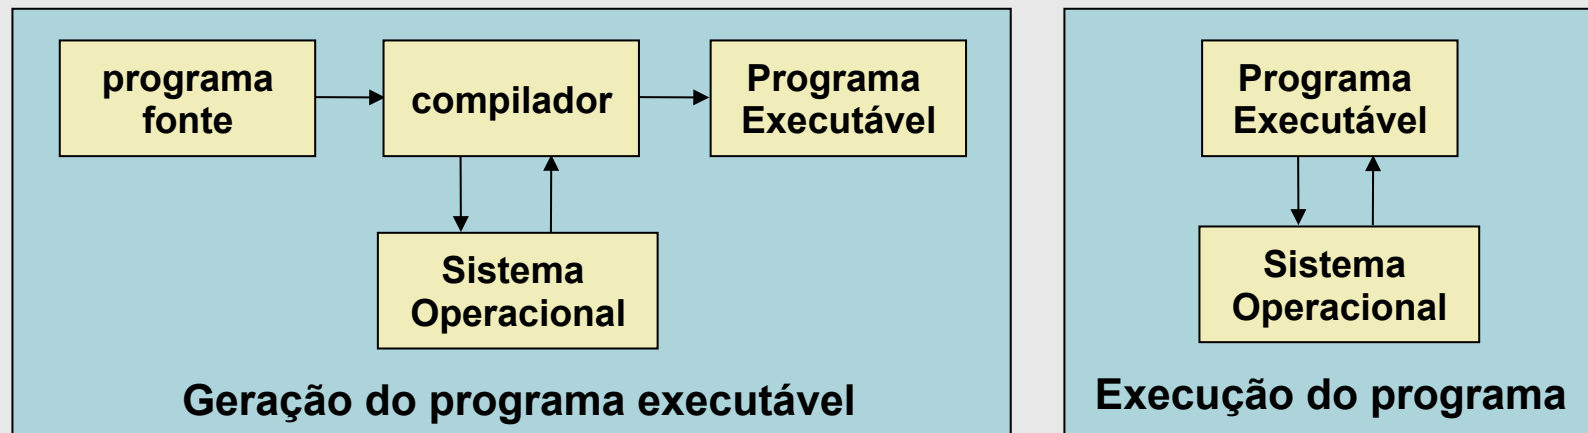 programa
fonte
compilador
Programa
Executável
Sistema
Operacional
Geração do programa executável
Programa
Executável
Sistema
Operacional
Execução do programa